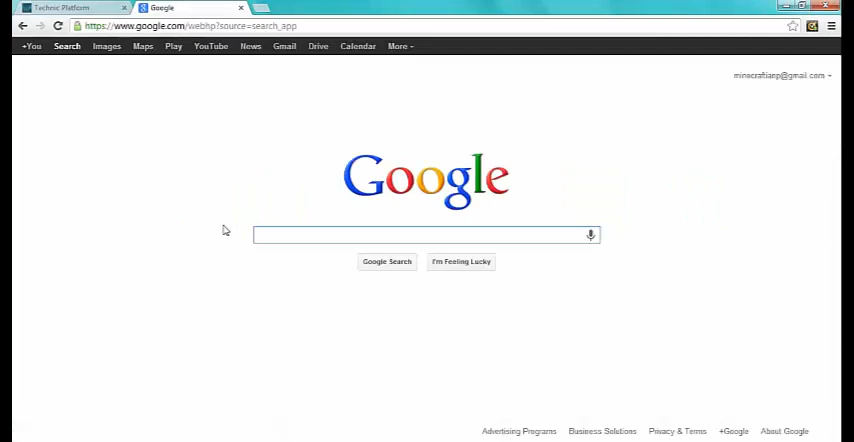 Technic Platform
Google
https://www.google.com/webhp?source=search_app
+You Search Images Maps Play YouTube News Gmail Drive Calendar More
minecraftianp@gmail.com
Google
Google Search I'm Feeling Lucky
Advertising Programs Business Solutions Privacy & Terms +Google About Google